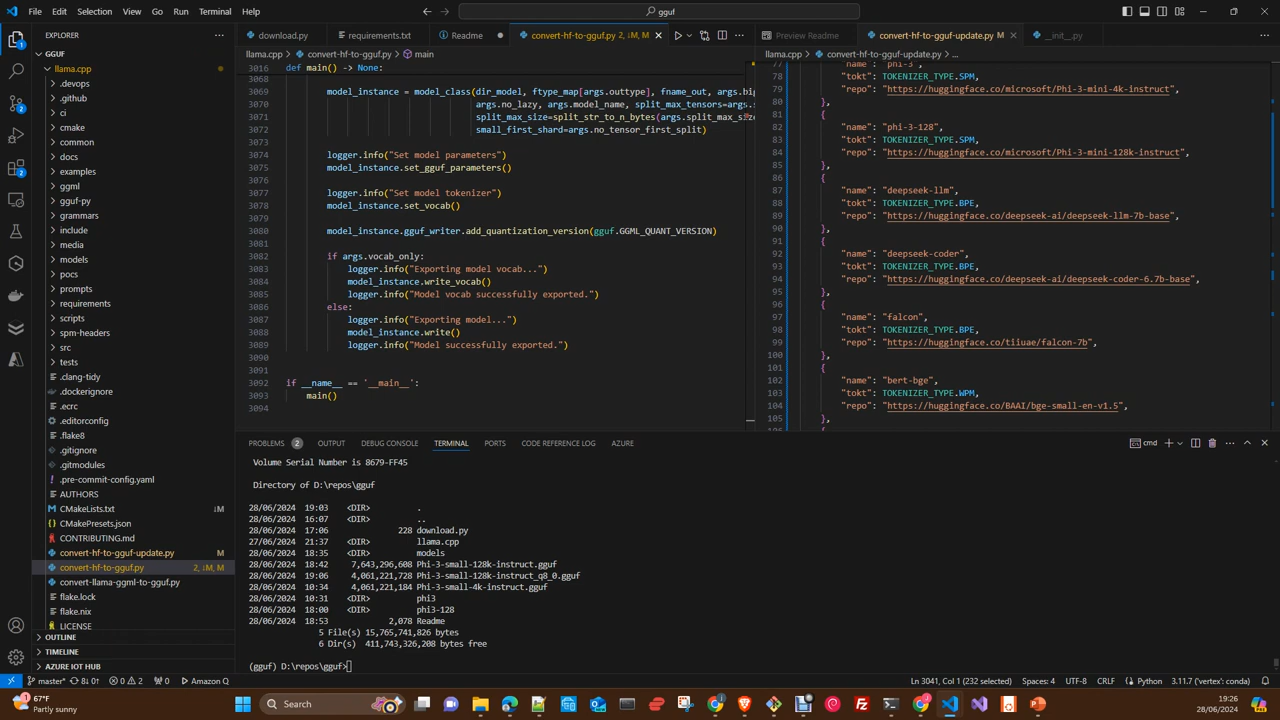 File Edit Selection View Go Run Terminal Help
gguf
EXPLORER
GGUF
llama.cpp
.devops
.github
ci
cmake
common
docs
examples
ggml
gguf-py
grammars
include
media
models
pocs
prompts
requirements
scripts
spm-headers
src
tests
.clang-tidy
.dockerignore
.ecrc
.editorconfig
.flake8
.gitignore
.gitmodules
.pre-commit-config.yaml
AUTHORS
CMakeLists.txt ↓M
CMakePresets.json
CONTRIBUTING.md
convert-hf-to-gguf-update.py M
convert-hf-to-gguf.py 2, ↓M, M
convert-llama-ggml-to-gguf.py
flake.lock
flake.nix
LICENSE
OUTLINE
TIMELINE
AZURE IOT HUB
download.py requirements.txt Readme convert-hf-to-gguf.py 2, ↓M, M
llama.cpp > convert-hf-to-gguf.py > main
3016 def main() -> None:
3068
3069 model_instance = model_class(dir_model, ftype_map[args.outtype], fname_out, args.big
3070 args.no_lazy, args.model_name, split_max_tensors=args.s
3071 split_max_size=split_str_to_n_bytes(args.split_max_size
3072 small_first_shard=args.no_tensor_first_split)
3073
3074 logger.info("Set model parameters")
3075 model_instance.set_gguf_parameters()
3076
3077 logger.info("Set model tokenizer")
3078 model_instance.set_vocab()
3079
3080 model_instance.gguf_writer.add_quantization_version(gguf.GGML_QUANT_VERSION)
3081
3082 if args.vocab_only:
3083 logger.info("Exporting model vocab...")
3084 model_instance.write_vocab()
3085 logger.info("Model vocab successfully exported.")
3086 else:
3087 logger.info("Exporting model...")
3088 model_instance.write()
3089 logger.info("Model successfully exported.")
3090
3091
3092 if __name__ == '__main__':
3093 main()
3094
Preview Readme convert-hf-to-gguf-update.py M __init__.py
llama.cpp > convert-hf-to-gguf-update.py > ...
77 "name": "phi-3",
78 "tokt": TOKENIZER_TYPE.SPM,
79 "repo": "https://huggingface.co/microsoft/Phi-3-mini-4k-instruct",
80 },
81 {
82 "name": "phi-3-128",
83 "tokt": TOKENIZER_TYPE.SPM,
84 "repo": "https://huggingface.co/microsoft/Phi-3-mini-128k-instruct",
85 },
86 {
87 "name": "deepseek-llm",
88 "tokt": TOKENIZER_TYPE.BPE,
89 "repo": "https://huggingface.co/deepseek-ai/deepseek-llm-7b-base",
90 },
91 {
92 "name": "deepseek-coder",
93 "tokt": TOKENIZER_TYPE.BPE,
94 "repo": "https://huggingface.co/deepseek-ai/deepseek-coder-6.7b-base",
95 },
96 {
97 "name": "falcon",
98 "tokt": TOKENIZER_TYPE.BPE,
99 "repo": "https://huggingface.co/tiiuae/falcon-7b",
100 },
101 {
102 "name": "bert-bge",
103 "tokt": TOKENIZER_TYPE.WPM,
104 "repo": "https://huggingface.co/BAAI/bge-small-en-v1.5",
105 },
106 {
PROBLEMS 2 OUTPUT DEBUG CONSOLE TERMINAL PORTS CODE REFERENCE LOG AZURE
cmd
Volume Serial Number is 8679-FF45
Directory of D:\repos\gguf
28/06/2024 19:03 <DIR> .
28/06/2024 16:07 <DIR> ..
28/06/2024 17:06 228 download.py
27/06/2024 21:37 <DIR> llama.cpp
28/06/2024 18:35 <DIR> models
28/06/2024 18:42 7,643,296,608 Phi-3-small-128k-instruct.gguf
28/06/2024 19:06 4,061,221,728 Phi-3-small-128k-instruct_q8_0.gguf
28/06/2024 10:34 4,061,221,184 Phi-3-small-4k-instruct.gguf
28/06/2024 10:31 <DIR> phi3
28/06/2024 18:00 <DIR> phi3-128
28/06/2024 18:53 2,078 Readme
5 File(s) 15,765,741,826 bytes
6 Dir(s) 411,743,326,208 bytes free
(gguf) D:\repos\gguf>
master* 8↓ 0↑ 0 2 0 Amazon Q
Ln 3041, Col 1 (232 selected) Spaces: 4 UTF-8 CRLF Python 3.11.7 ('vertex': conda)
67°F
Partly sunny
Search
19:26
28/06/2024